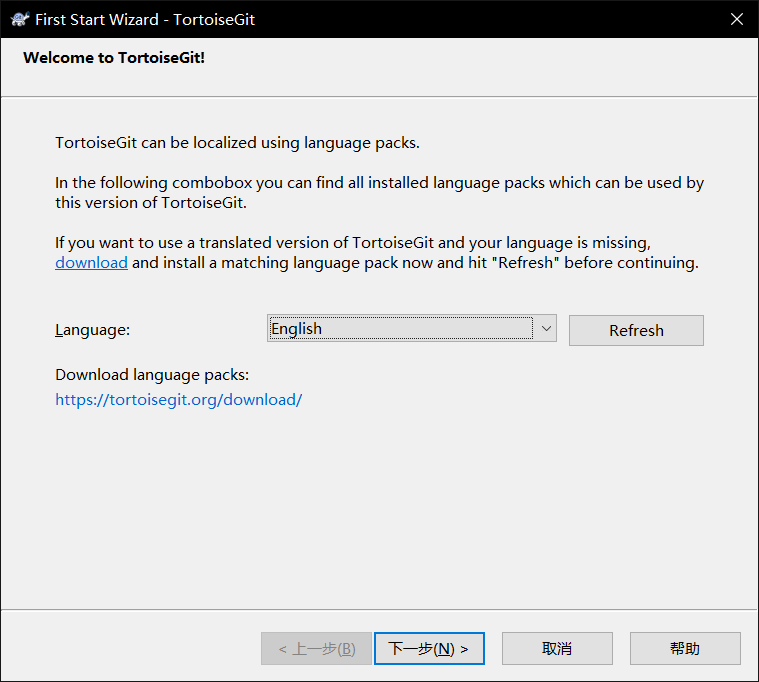 First Start Wizard - TortoiseGit
Welcome to TortoiseGit!
TortoiseGit can be localized using language packs.
In the following combobox you can find all installed language packs which can be used by
this version of TortoiseGit.
If you want to use a translated version of TortoiseGit and your language is missing,
download and install a matching language pack now and hit "Refresh" before continuing.
Language: English Refresh
Download language packs:
https://tortoisegit.org/download/
< 上一步(B) 下一步(N) > 取消 帮助